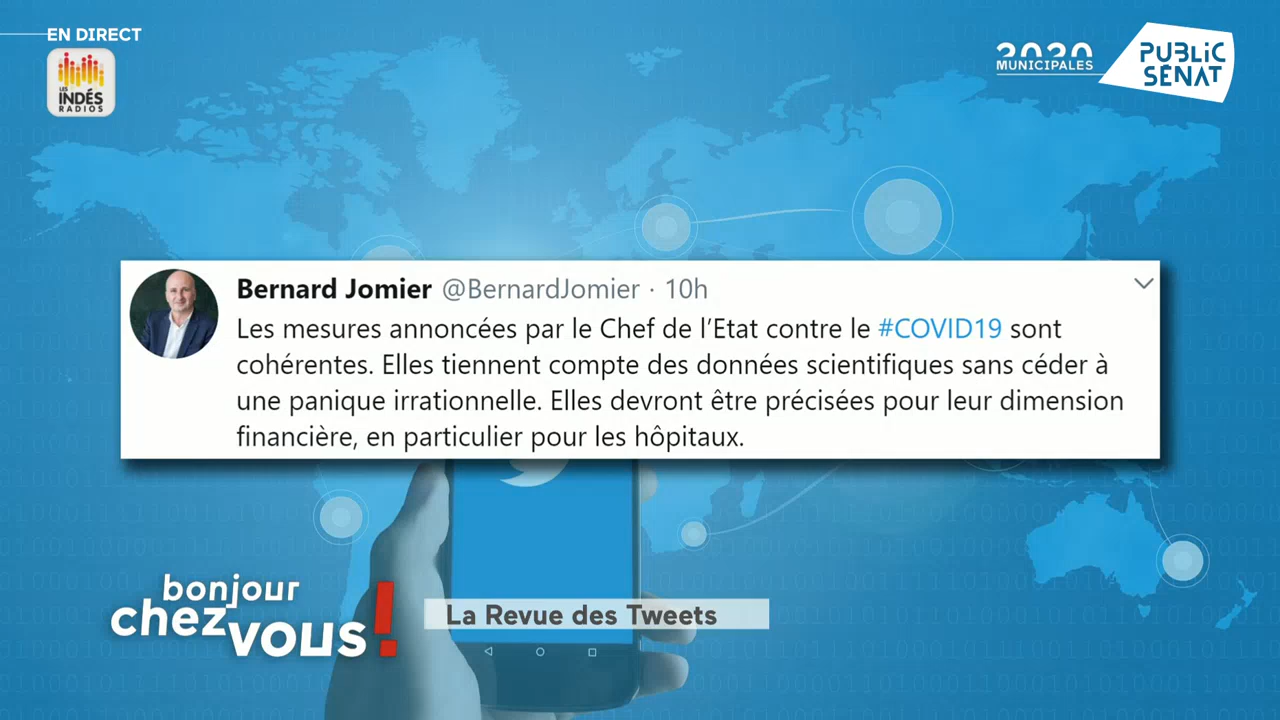 EN DIRECT
LES
INDÉS
RADIOS
2020
MUNICIPALES
PUBLIC
SÉNAT
Bernard Jomier @BernardJomier · 10h
Les mesures annoncées par le Chef de l'Etat contre le #COVID19 sont
cohérentes. Elles tiennent compte des données scientifiques sans céder à
une panique irrationnelle. Elles devront être précisées pour leur dimension
financière, en particulier pour les hôpitaux.
bonjour
chez vous !
La Revue des Tweets